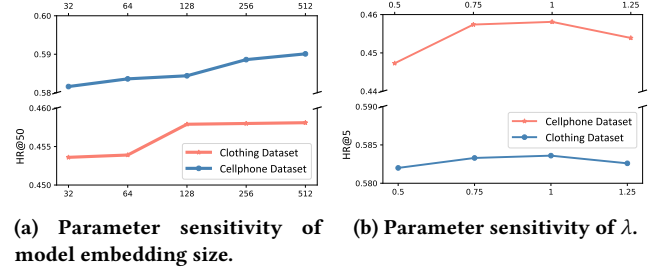 32 64 128 256 512
0.60
0.58
0.460
0.455
0.450
HR@50
Clothing Dataset
Cellphone Dataset
32 64 128 256 512
0.5 0.75 1 1.25
0.46
0.45
0.44
0.590
0.585
0.580
HR@5
Cellphone Dataset
Clothing Dataset
0.5 0.75 1 1.25
(a) Parameter sensitivity of
model embedding size.
(b) Parameter sensitivity of λ.